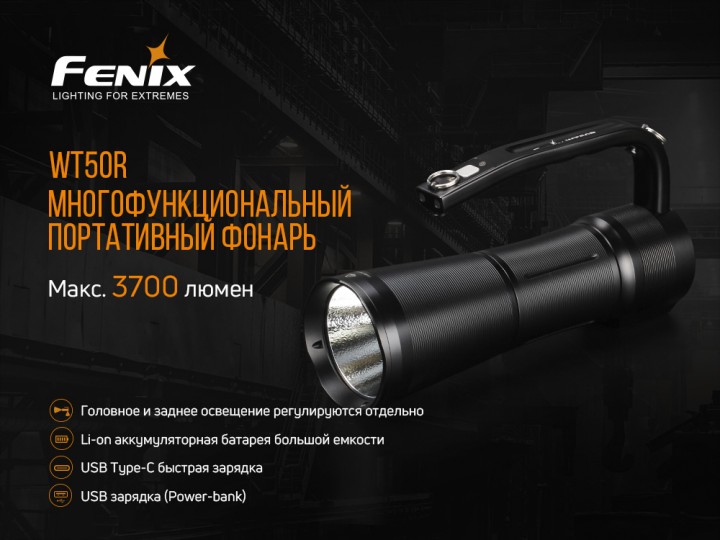 FENIX
LIGHTING FOR EXTREMES
WT50R
МНОГОФУНКЦИОНАЛЬНЫЙ
ПОРТАТИВНЫЙ ФОНАРЬ
Макс. 3700 люмен
Головное и заднее освещение регулируются отдельно
Li-on аккумуляторная батарея большой емкости
USB Type-C быстрая зарядка
USB зарядка (Power-bank)